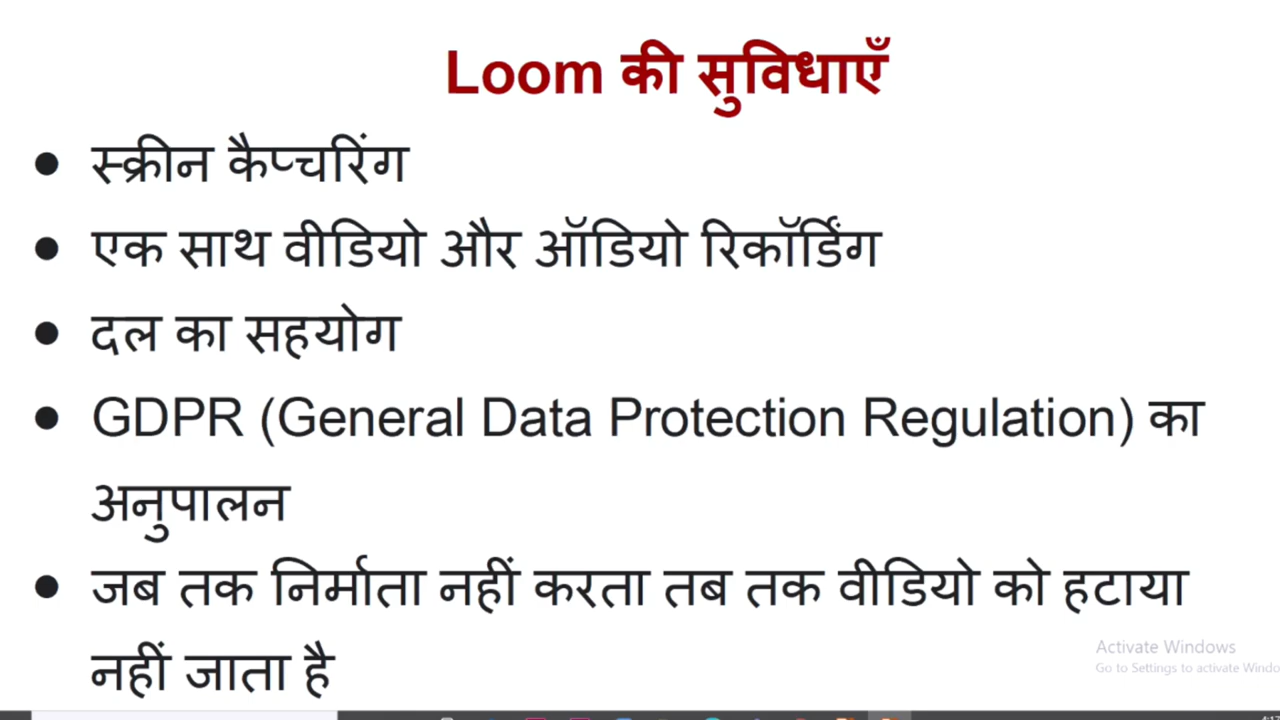 Loom की सुविधाएँ
● स्क्रीन कैप्चरिंग
● एक साथ वीडियो और ऑडियो रिकॉर्डिंग
● दल का सहयोग
● GDPR (General Data Protection Regulation) का
अनुपालन
● जब तक निर्माता नहीं करता तब तक वीडियो को हटाया
नहीं जाता है
Activate Windows
Go to Settings to activate